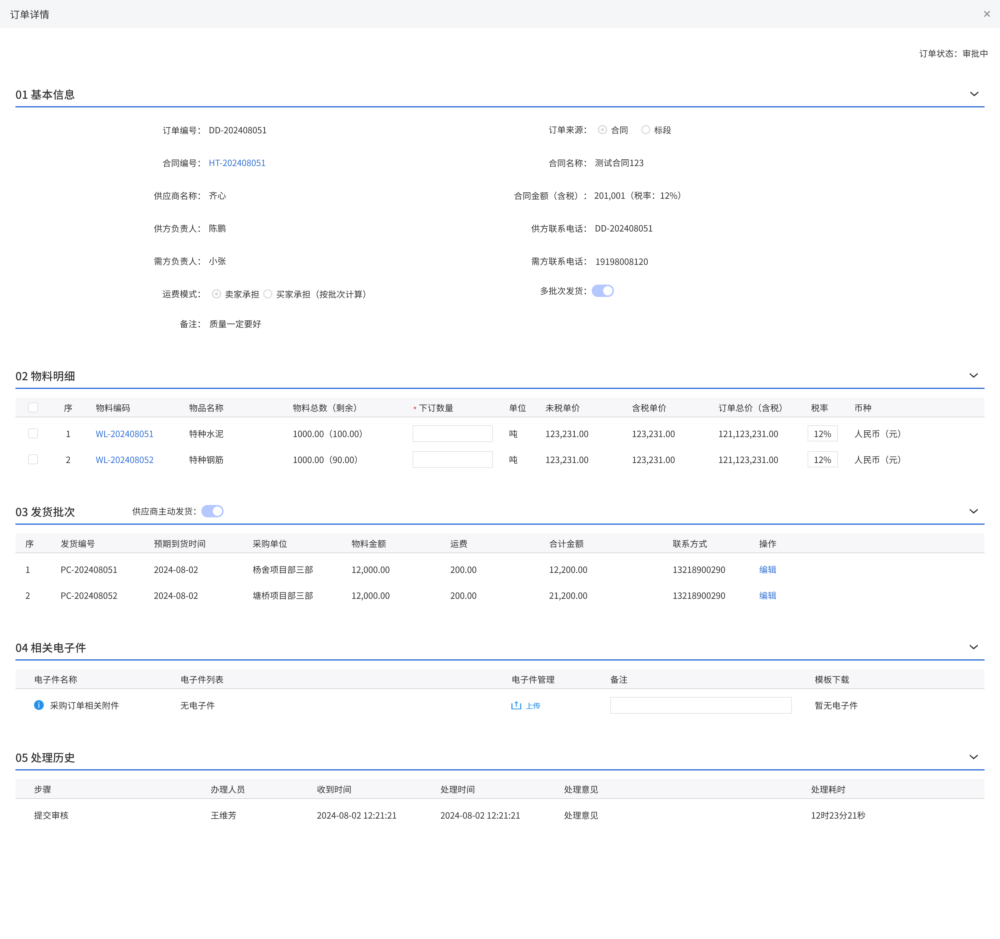 订单详情
订单状态：审批中
01 基本信息
订单编号： DD-202408051 订单来源： 合同 标段
合同编号： HT-202408051 合同名称： 测试合同123
供应商名称： 齐心 合同金额（含税）： 201,001（税率：12%）
供方负责人： 陈鹏 供方联系电话： DD-202408051
需方负责人： 小张 需方联系电话： 19198008120
运费模式： 卖家承担 买家承担（按批次计算） 多批次发货：
备注： 质量一定要好
02 物料明细
序 物料编码 物品名称 物料总数（剩余） * 下订数量 单位 未税单价 含税单价 订单总价（含税） 税率 币种
1 WL-202408051 特种水泥 1000.00（100.00） 吨 123,231.00 123,231.00 121,123,231.00 12% 人民币（元）
2 WL-202408052 特种钢筋 1000.00（90.00） 吨 123,231.00 123,231.00 121,123,231.00 12% 人民币（元）
03 发货批次 供应商主动发货：
序 发货编号 预期到货时间 采购单位 物料金额 运费 合计金额 联系方式 操作
1 PC-202408051 2024-08-02 杨舍项目部三部 12,000.00 200.00 12,200.00 13218900290 编辑
2 PC-202408052 2024-08-02 塘桥项目部三部 12,000.00 200.00 21,200.00 13218900290 编辑
04 相关电子件
电子件名称 电子件列表 电子件管理 备注 模板下载
采购订单相关附件 无电子件 上传 暂无电子件
05 处理历史
步骤 办理人员 收到时间 处理时间 处理意见 处理耗时
提交审核 王维芳 2024-08-02 12:21:21 2024-08-02 12:21:21 处理意见 12时23分21秒